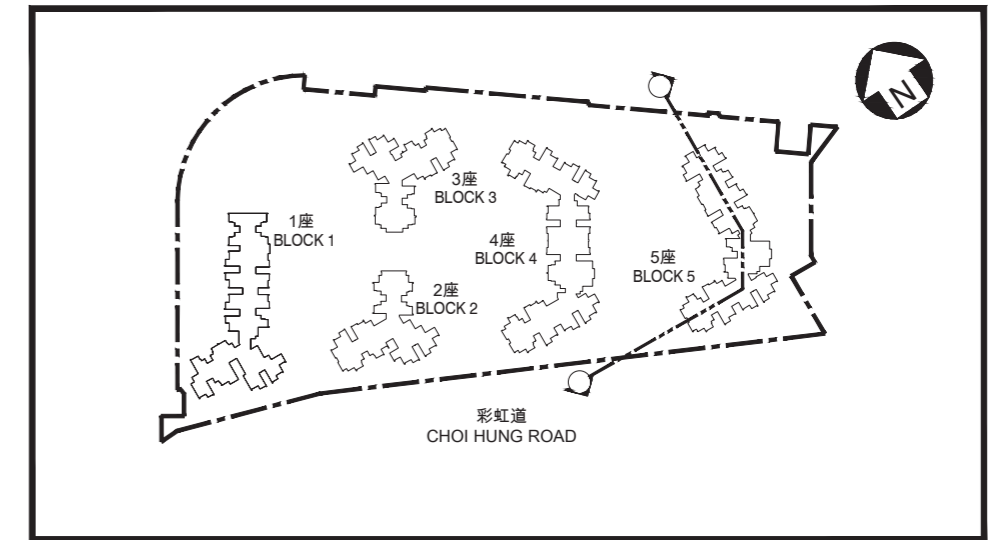 N
3座
BLOCK 3
1座
BLOCK 1
4座
BLOCK 4
5座
BLOCK 5
2座
BLOCK 2
彩虹道
CHOI HUNG ROAD